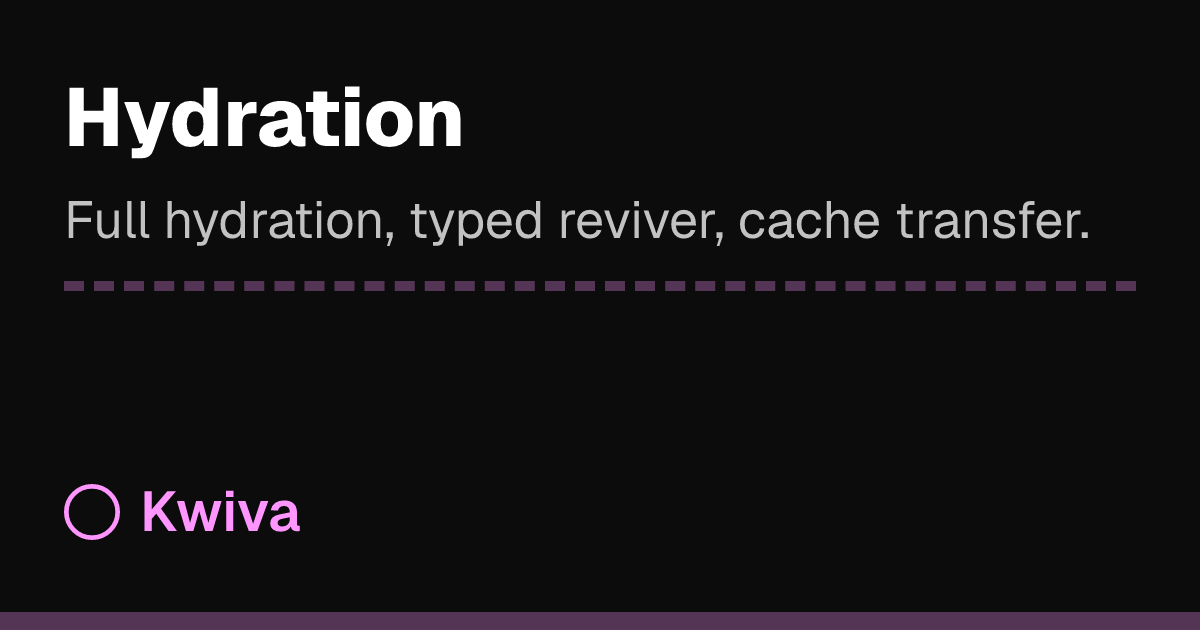 Hydration
Full hydration, typed reviver, cache transfer.
Kwiva